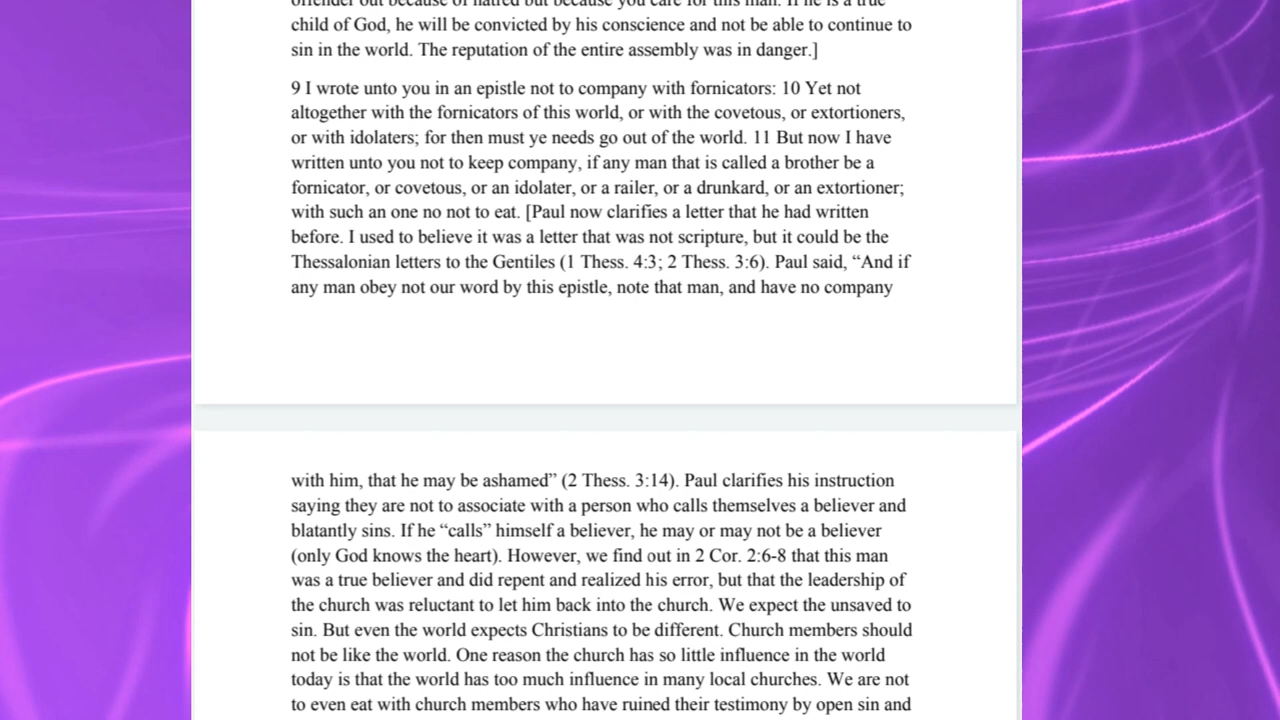 offender out because of hatred but because you care for this man. If he is a true
child of God, he will be convicted by his conscience and not be able to continue to
sin in the world. The reputation of the entire assembly was in danger.]
9 I wrote unto you in an epistle not to company with fornicators: 10 Yet not
altogether with the fornicators of this world, or with the covetous, or extortioners,
or with idolaters; for then must ye needs go out of the world. 11 But now I have
written unto you not to keep company, if any man that is called a brother be a
fornicator, or covetous, or an idolater, or a railer, or a drunkard, or an extortioner;
with such an one no not to eat. [Paul now clarifies a letter that he had written
before. I used to believe it was a letter that was not scripture, but it could be the
Thessalonian letters to the Gentiles (1 Thess. 4:3; 2 Thess. 3:6). Paul said, “And if
any man obey not our word by this epistle, note that man, and have no company
with him, that he may be ashamed” (2 Thess. 3:14). Paul clarifies his instruction
saying they are not to associate with a person who calls themselves a believer and
blatantly sins. If he “calls” himself a believer, he may or may not be a believer
(only God knows the heart). However, we find out in 2 Cor. 2:6-8 that this man
was a true believer and did repent and realized his error, but that the leadership of
the church was reluctant to let him back into the church. We expect the unsaved to
sin. But even the world expects Christians to be different. Church members should
not be like the world. One reason the church has so little influence in the world
today is that the world has too much influence in many local churches. We are not
to even eat with church members who have ruined their testimony by open sin and